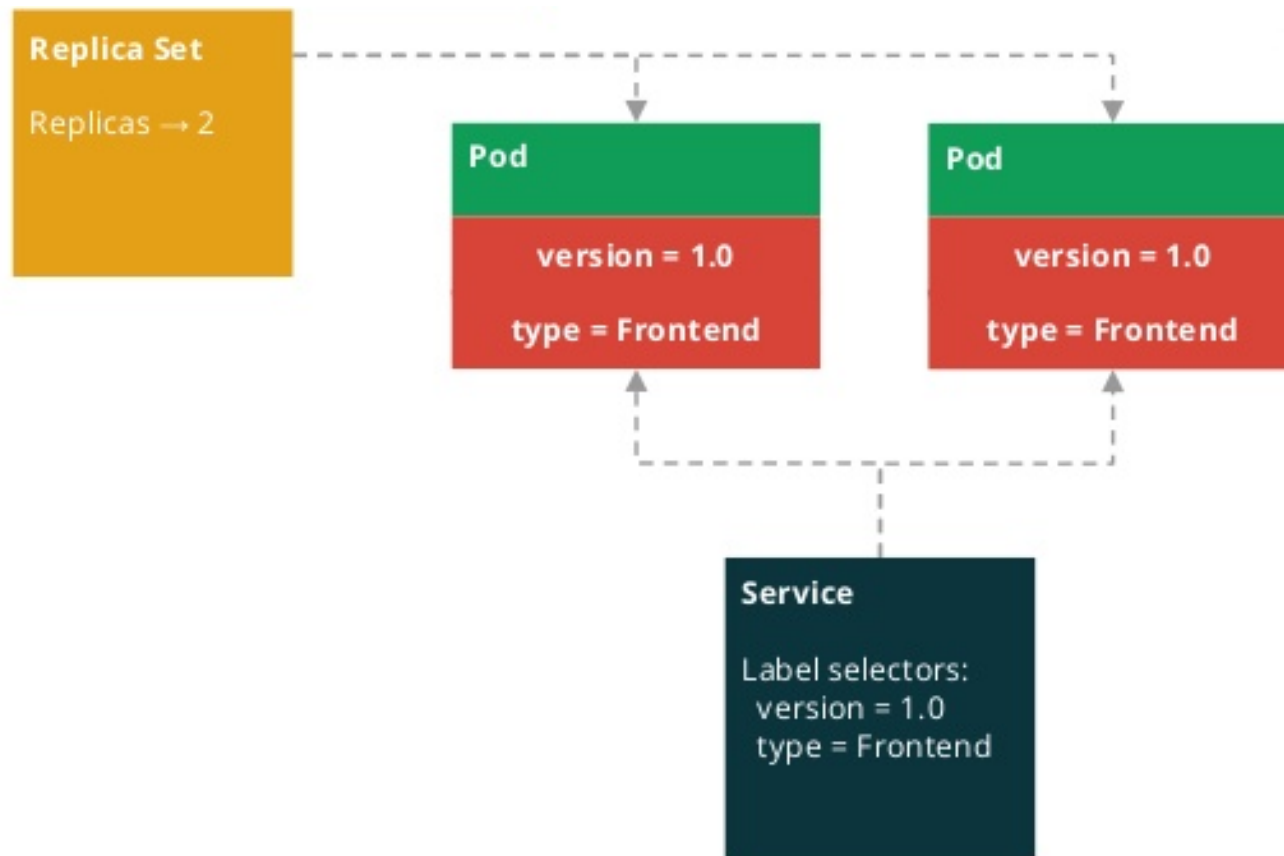 Replica Set
Replicas → 2
Pod
version = 1.0
type = Frontend
Pod
version = 1.0
type = Frontend
Service
Label selectors:
version = 1.0
type = Frontend